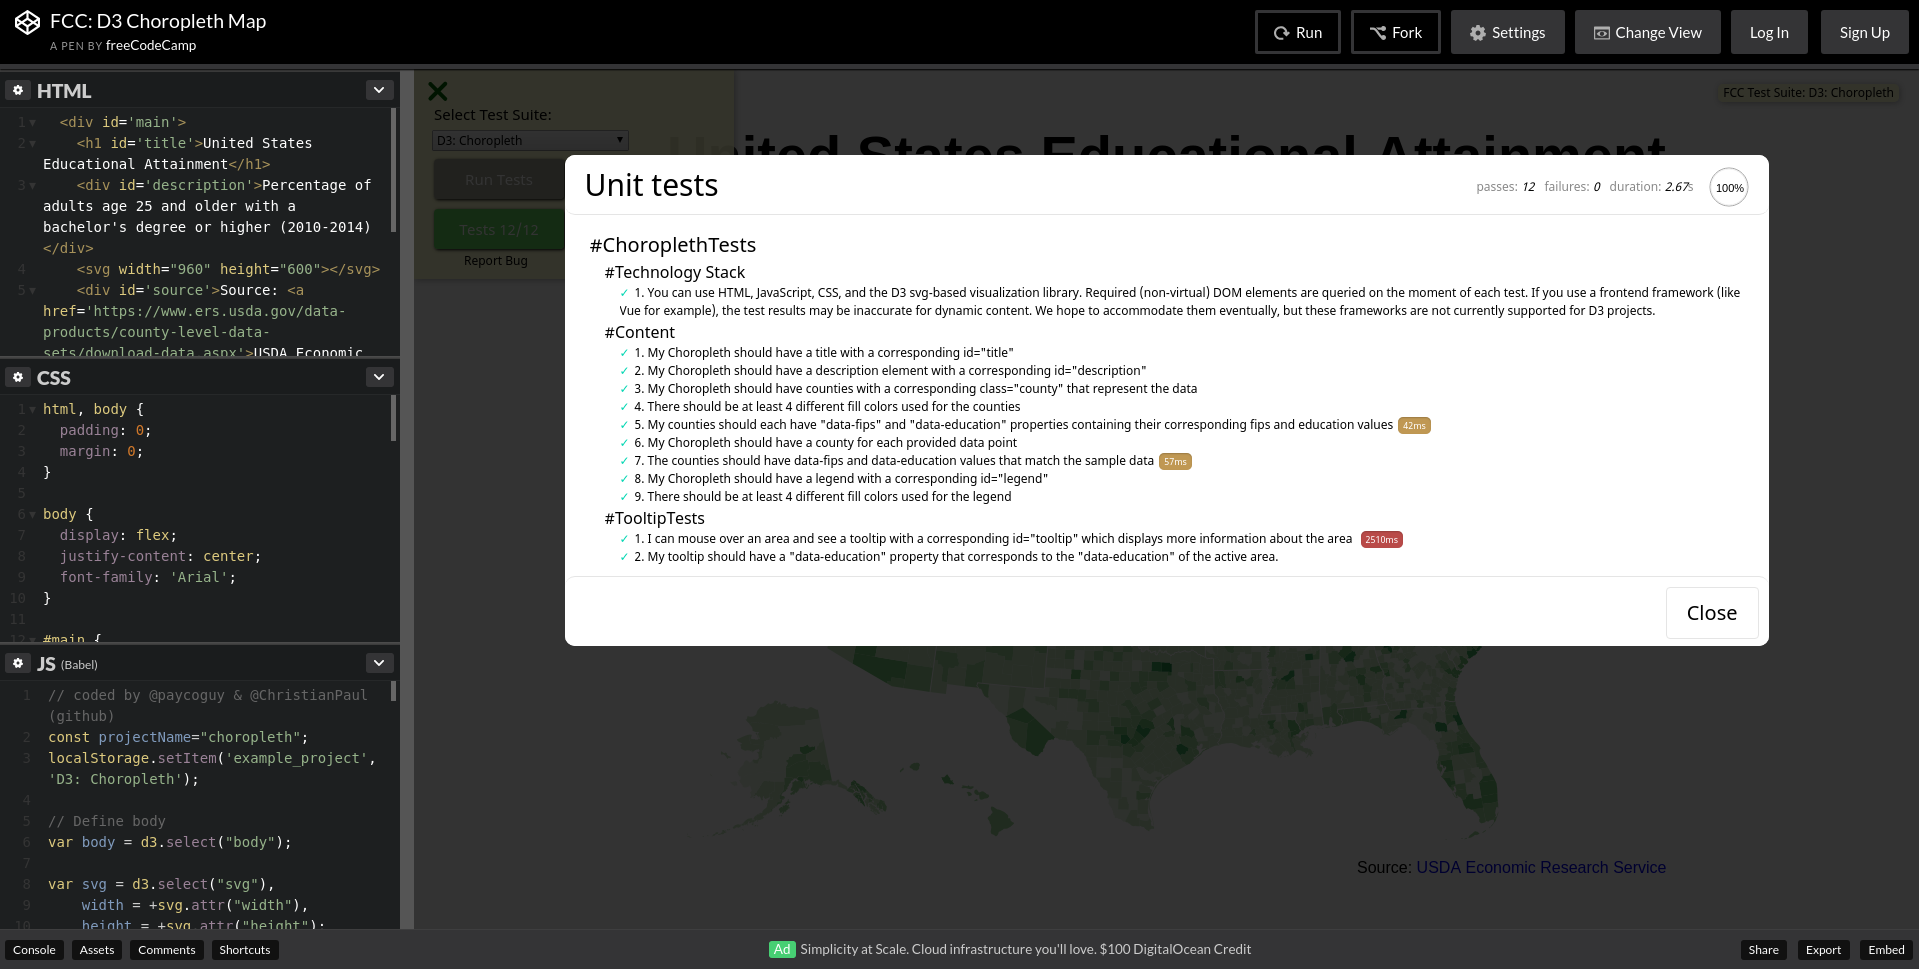 FCC: D3 Choropleth Map
A PEN BY freeCodeCamp
Run
Fork
Settings
Change View
Log In
Sign Up
HTML
1 <div id='main'>
2 <h1 id='title'>United States
Educational Attainment</h1>
3 <div id='description'>Percentage of
adults age 25 and older with a
bachelor's degree or higher (2010-2014)
</div>
4 <svg width="960" height="600"></svg>
5 <div id='source'>Source: <a
href='https://www.ers.usda.gov/data-
products/county-level-data-
sets/download-data.aspx'>USDA Economic
CSS
1 html, body {
2 padding: 0;
3 margin: 0;
4 }
5
6 body {
7 display: flex;
8 justify-content: center;
9 font-family: 'Arial';
10 }
11
12 #main {
JS (Babel)
1 // coded by @paycoguy & @ChristianPaul
(github)
2 const projectName="choropleth";
3 localStorage.setItem('example_project',
'D3: Choropleth');
4
5 // Define body
6 var body = d3.select("body");
7
8 var svg = d3.select("svg"),
9 width = +svg.attr("width"),
10 height = +svg.attr("height");
Select Test Suite:
D3: Choropleth
Run Tests
Tests 12/12
Report Bug
FCC Test Suite: D3: Choropleth
United States Educational Attainment
Unit tests
passes: 12 failures: 0 duration: 2.67s 100%
#ChoroplethTests
#Technology Stack
✓ 1. You can use HTML, JavaScript, CSS, and the D3 svg-based visualization library. Required (non-virtual) DOM elements are queried on the moment of each test. If you use a frontend framework (like
Vue for example), the test results may be inaccurate for dynamic content. We hope to accommodate them eventually, but these frameworks are not currently supported for D3 projects.
#Content
✓ 1. My Choropleth should have a title with a corresponding id="title"
✓ 2. My Choropleth should have a description element with a corresponding id="description"
✓ 3. My Choropleth should have counties with a corresponding class="county" that represent the data
✓ 4. There should be at least 4 different fill colors used for the counties
✓ 5. My counties should each have "data-fips" and "data-education" properties containing their corresponding fips and education values 42ms
✓ 6. My Choropleth should have a county for each provided data point
✓ 7. The counties should have data-fips and data-education values that match the sample data 57ms
✓ 8. My Choropleth should have a legend with a corresponding id="legend"
✓ 9. There should be at least 4 different fill colors used for the legend
#TooltipTests
✓ 1. I can mouse over an area and see a tooltip with a corresponding id="tooltip" which displays more information about the area 2510ms
✓ 2. My tooltip should have a "data-education" property that corresponds to the "data-education" of the active area.
Close
Source: USDA Economic Research Service
Console
Assets
Comments
Shortcuts
Ad Simplicity at Scale. Cloud infrastructure you'll love. $100 DigitalOcean Credit
Share
Export
Embed